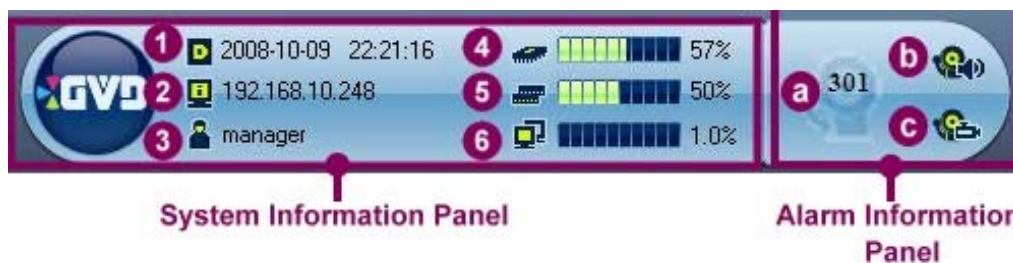 1 D 2008-10-09 22:21:16 4 57%
GVD 2 i 192.168.10.248 5 50%
3 manager 6 1.0%
a 301 b
c
System Information Panel
Alarm Information
Panel